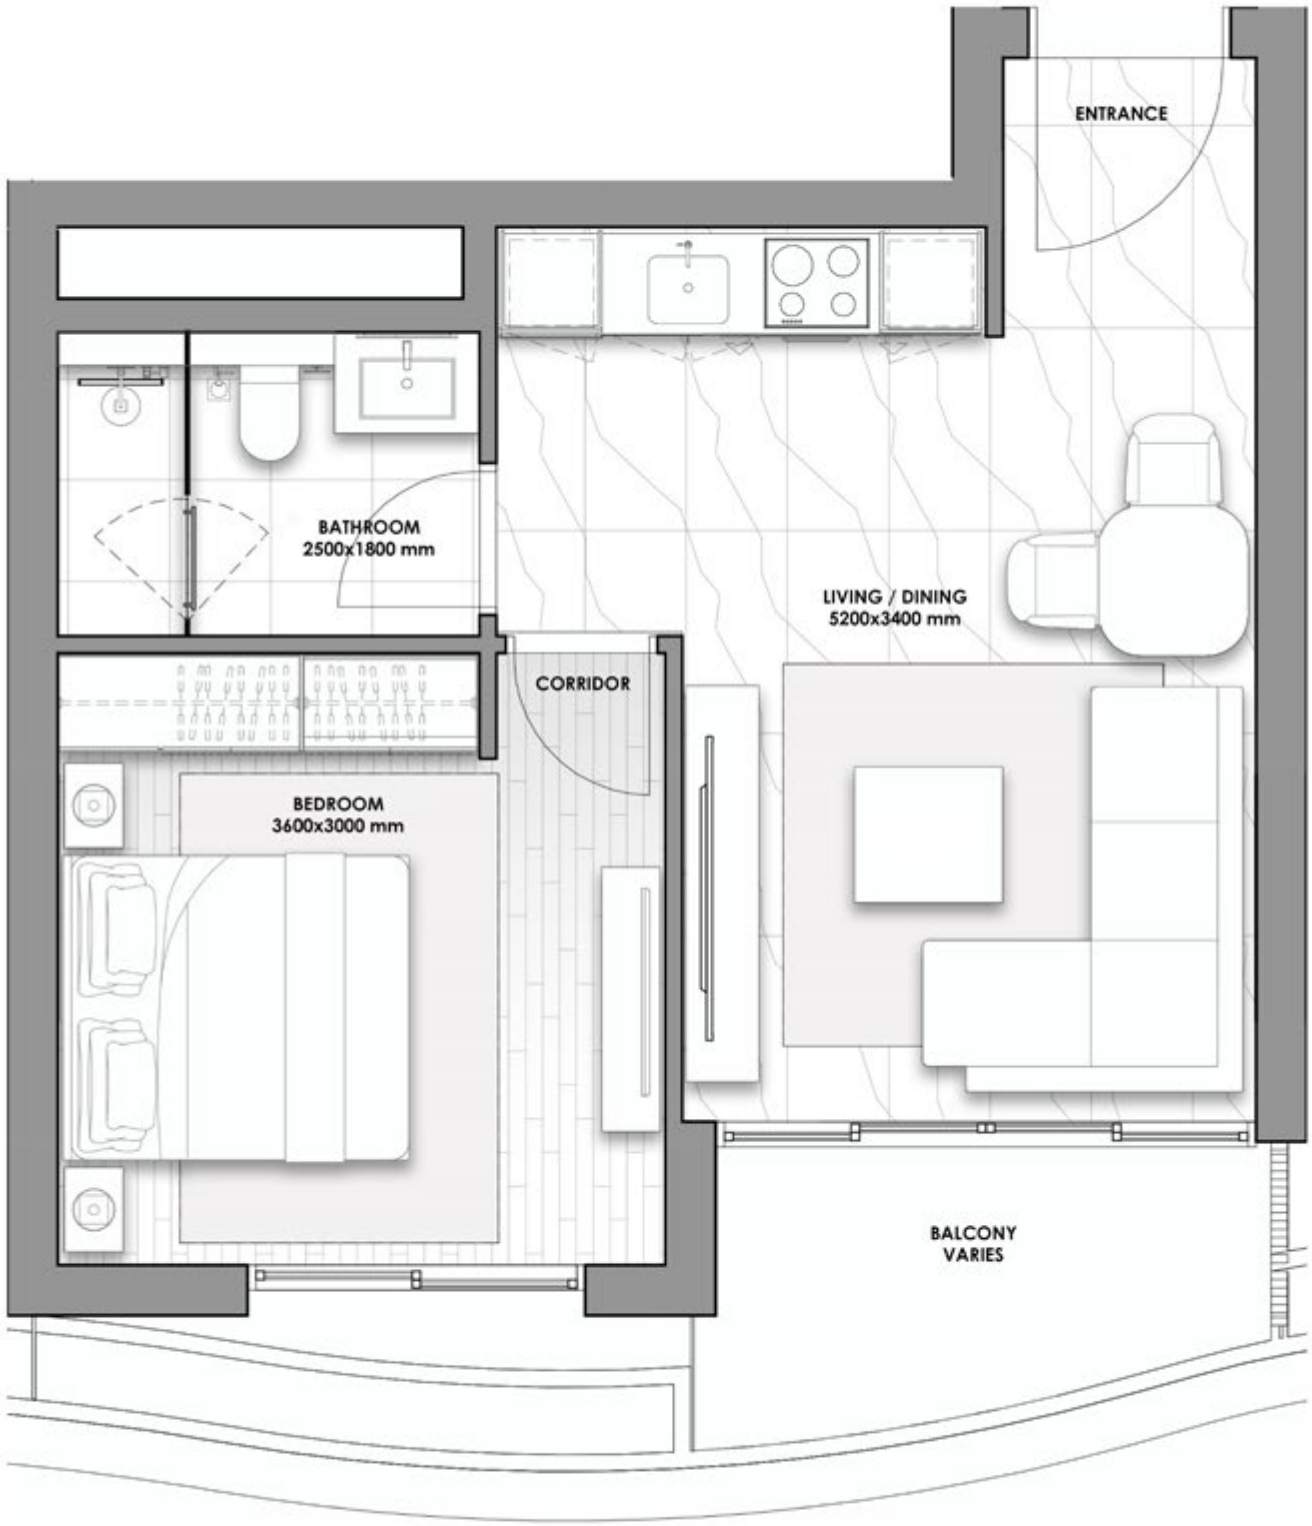 ENTRANCE
BATHROOM
2500x1800 mm
LIVING / DINING
5200x3400 mm
CORRIDOR
BEDROOM
3600x3000 mm
BALCONY
VARIES